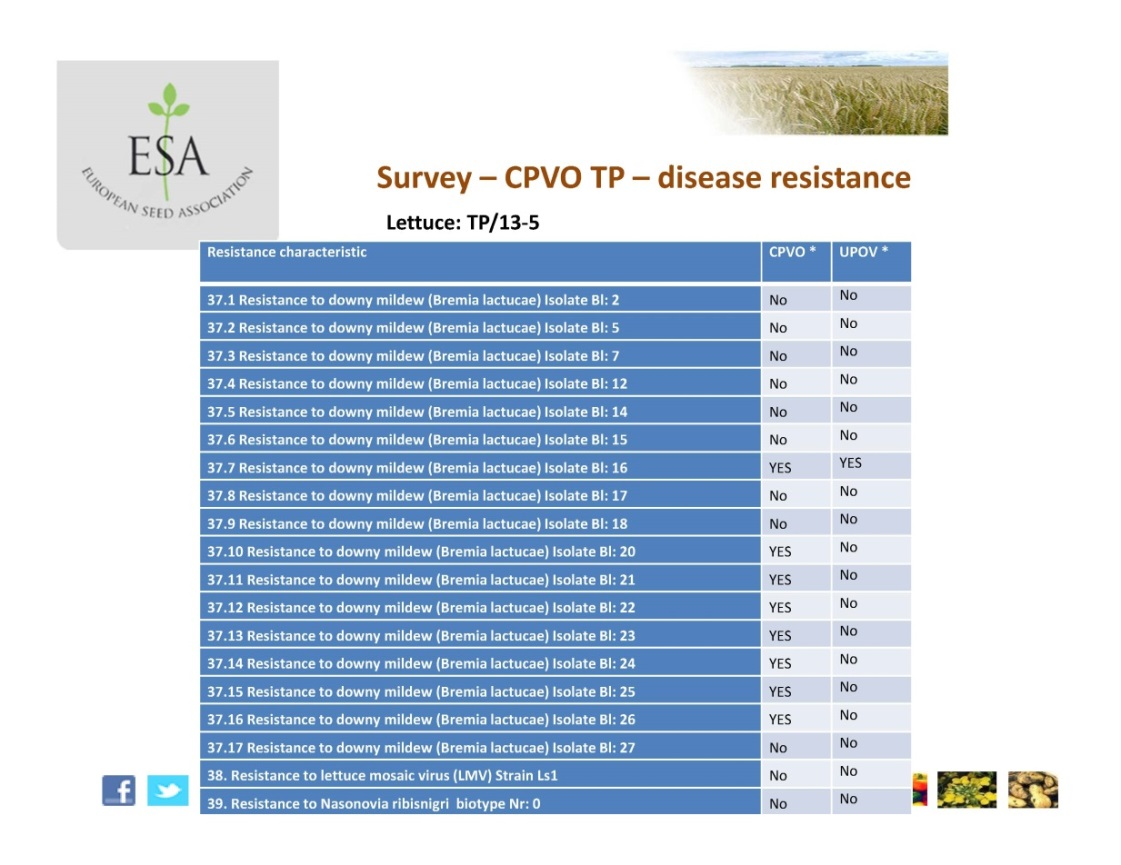 ESA
EUROPEAN SEED ASSOCIATION
Survey – CPVO TP – disease resistance
Lettuce: TP/13-5
Resistance characteristic CPVO * UPOV *
37.1 Resistance to downy mildew (Bremia lactucae) Isolate Bl: 2 No No
37.2 Resistance to downy mildew (Bremia lactucae) Isolate Bl: 5 No No
37.3 Resistance to downy mildew (Bremia lactucae) Isolate Bl: 7 No No
37.4 Resistance to downy mildew (Bremia lactucae) Isolate Bl: 12 No No
37.5 Resistance to downy mildew (Bremia lactucae) Isolate Bl: 14 No No
37.6 Resistance to downy mildew (Bremia lactucae) Isolate Bl: 15 No No
37.7 Resistance to downy mildew (Bremia lactucae) Isolate Bl: 16 YES YES
37.8 Resistance to downy mildew (Bremia lactucae) Isolate Bl: 17 No No
37.9 Resistance to downy mildew (Bremia lactucae) Isolate Bl: 18 No No
37.10 Resistance to downy mildew (Bremia lactucae) Isolate Bl: 20 YES No
37.11 Resistance to downy mildew (Bremia lactucae) Isolate Bl: 21 YES No
37.12 Resistance to downy mildew (Bremia lactucae) Isolate Bl: 22 YES No
37.13 Resistance to downy mildew (Bremia lactucae) Isolate Bl: 23 YES No
37.14 Resistance to downy mildew (Bremia lactucae) Isolate Bl: 24 YES No
37.15 Resistance to downy mildew (Bremia lactucae) Isolate Bl: 25 YES No
37.16 Resistance to downy mildew (Bremia lactucae) Isolate Bl: 26 YES No
37.17 Resistance to downy mildew (Bremia lactucae) Isolate Bl: 27 No No
38. Resistance to lettuce mosaic virus (LMV) Strain Ls1 No No
39. Resistance to Nasonovia ribisnigri biotype Nr: 0 No No